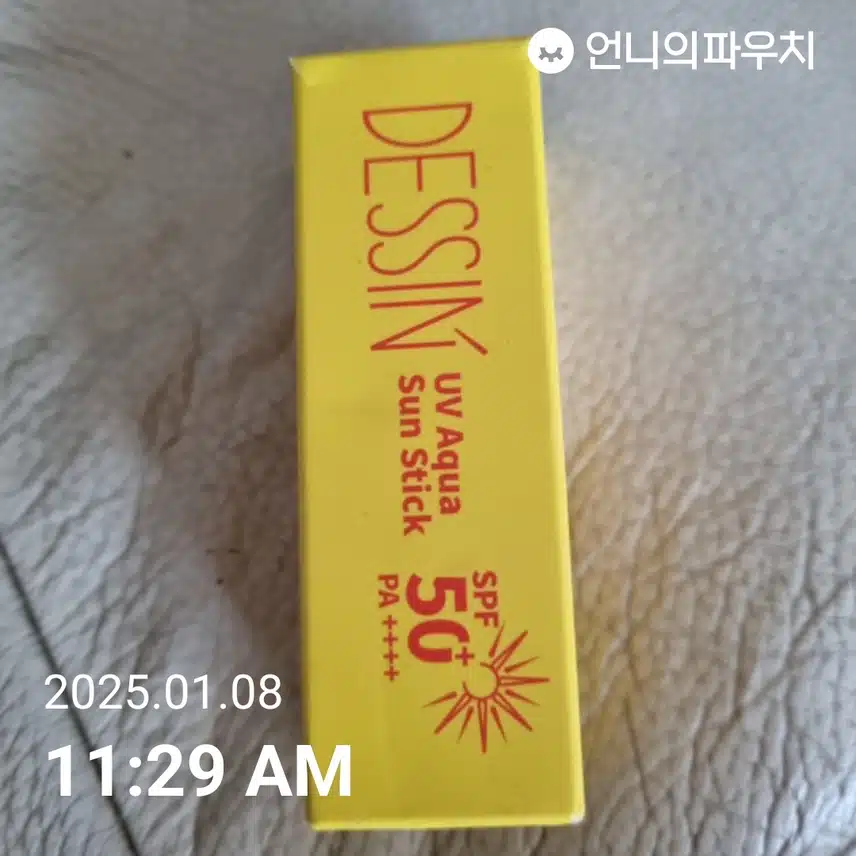 언니의파우치
DESSIŃ
UV Aqua
Sun Stick
SPF
50+
PA ++++
2025.01.08
11:29 AM